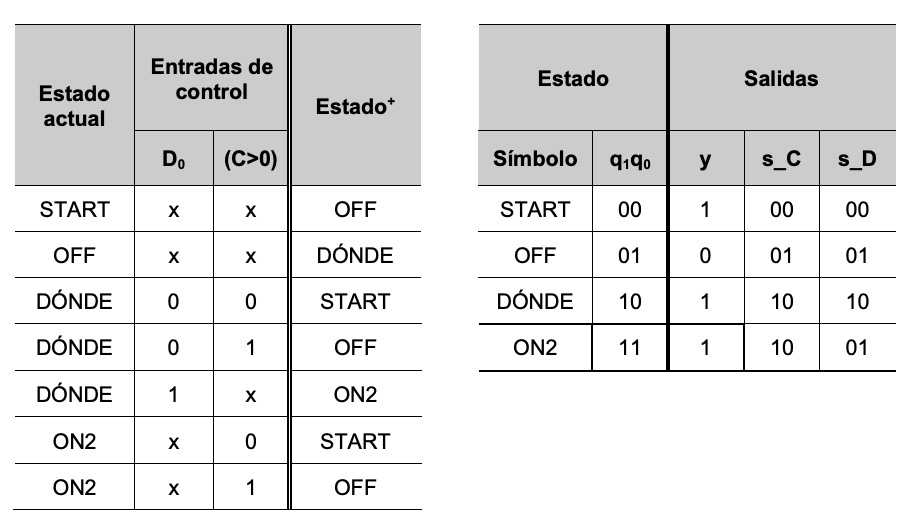 Estado actual Entradas de control Estado⁺
D₀ (C>0)
START x x OFF
OFF x x DÓNDE
DÓNDE 0 0 START
DÓNDE 0 1 OFF
DÓNDE 1 x ON2
ON2 x 0 START
ON2 x 1 OFF
Estado Salidas
Símbolo q₁q₀ y s_C s_D
START 00 1 00 00
OFF 01 0 01 01
DÓNDE 10 1 10 10
ON2 11 1 10 01